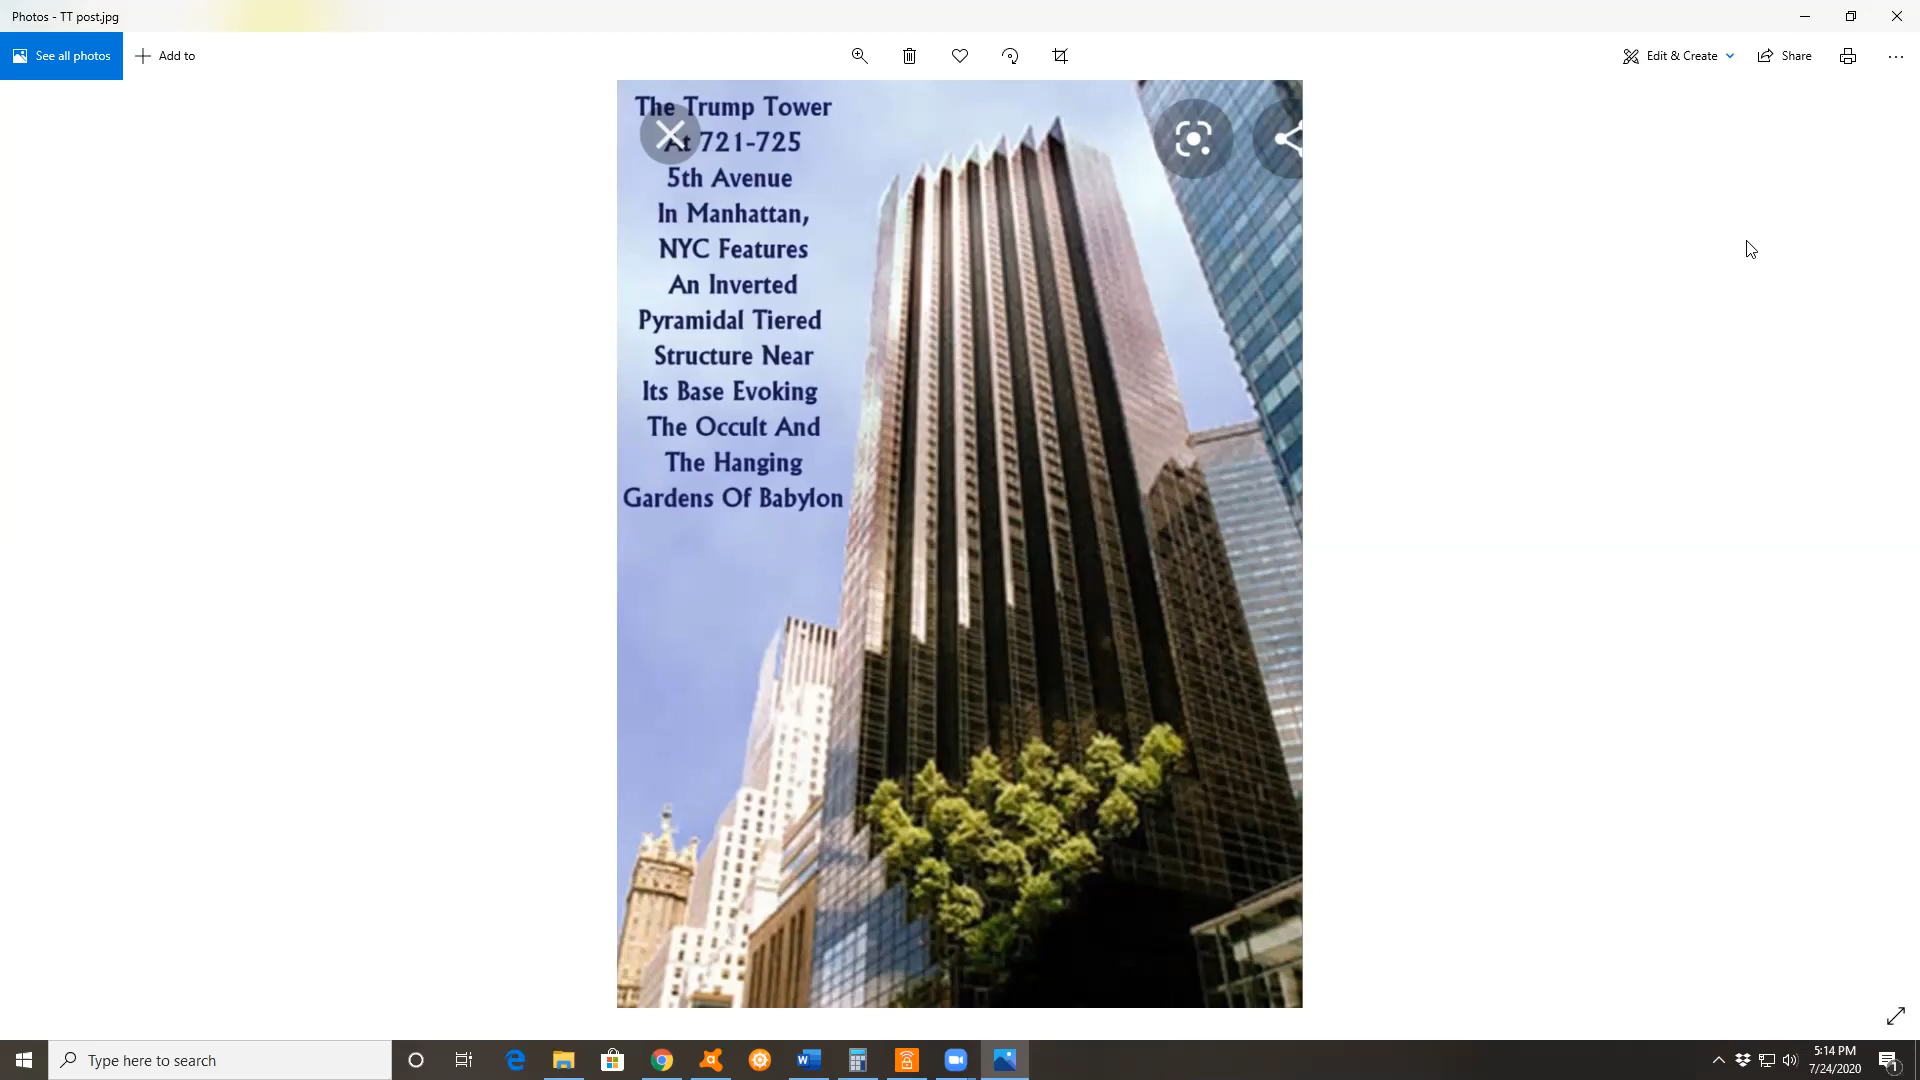 Photos - TT post.jpg
See all photos
Add to
Edit & Create
Share
The Trump Tower
At 721-725
5th Avenue
In Manhattan,
NYC Features
An Inverted
Pyramidal Tiered
Structure Near
Its Base Evoking
The Occult And
The Hanging
Gardens Of Babylon
Type here to search
5:14 PM
7/24/2020
1